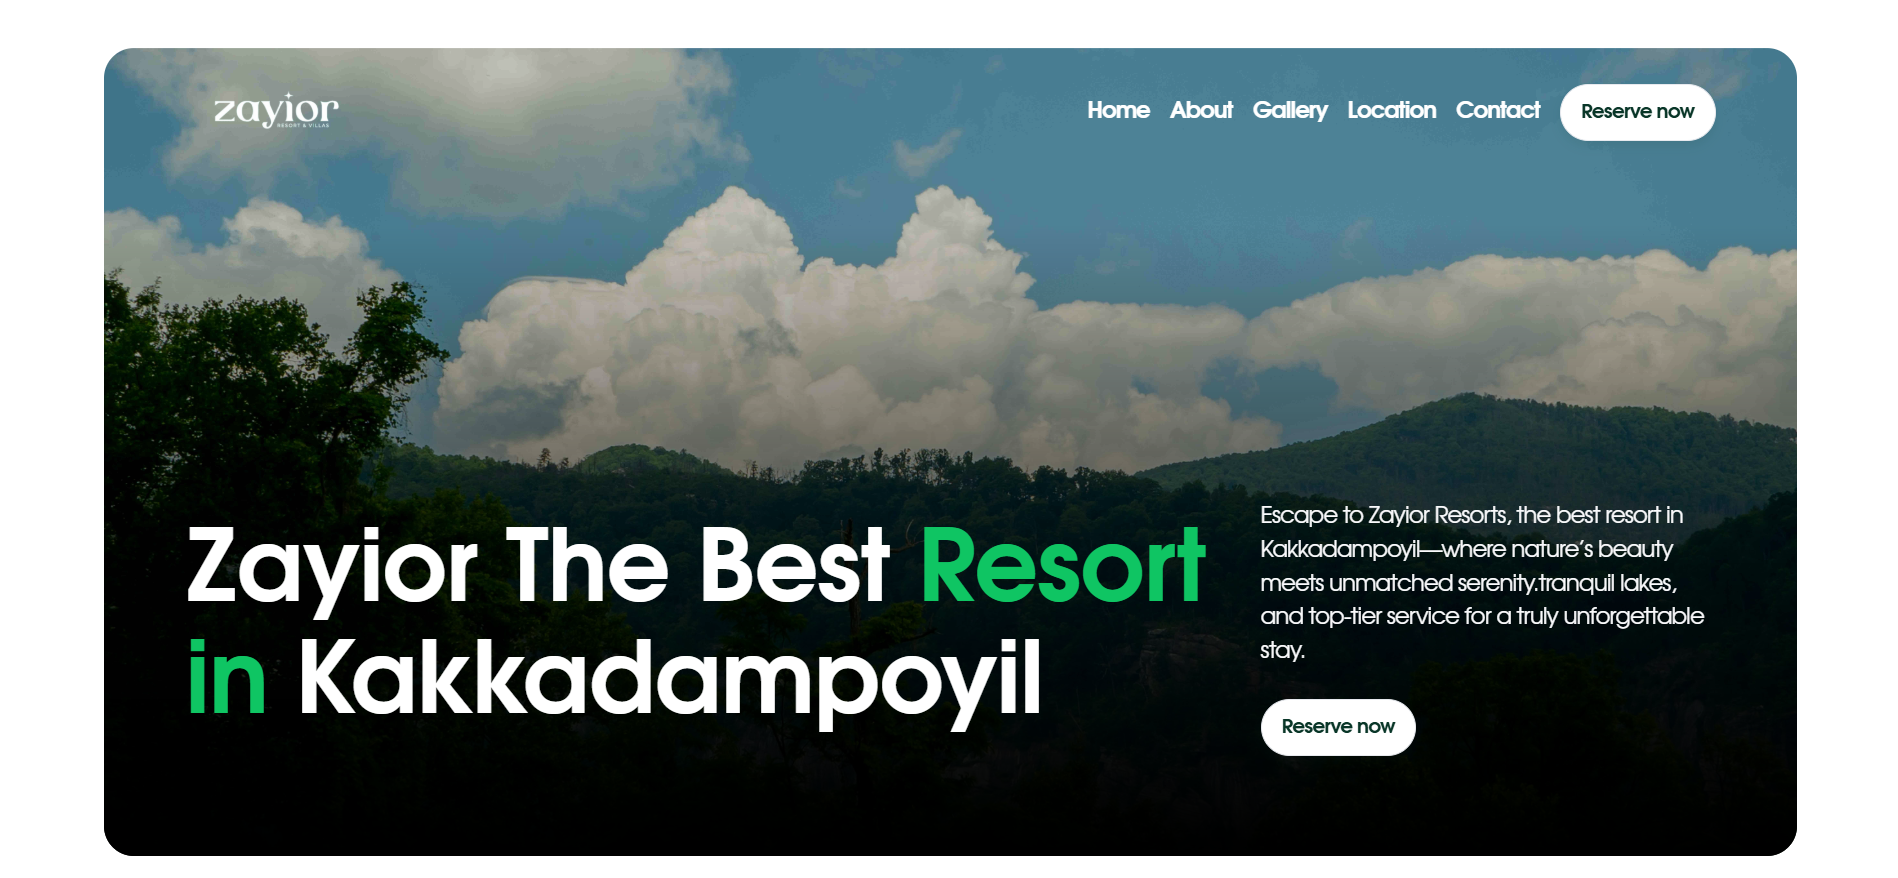 zayior
RESORT & VILLAS
Home About Gallery Location Contact Reserve now
Zayior The Best Resort
in Kakkadampoyil
Escape to Zayior Resorts, the best resort in
Kakkadampoyil—where nature’s beauty
meets unmatched serenity.tranquil lakes,
and top-tier service for a truly unforgettable
stay.
Reserve now